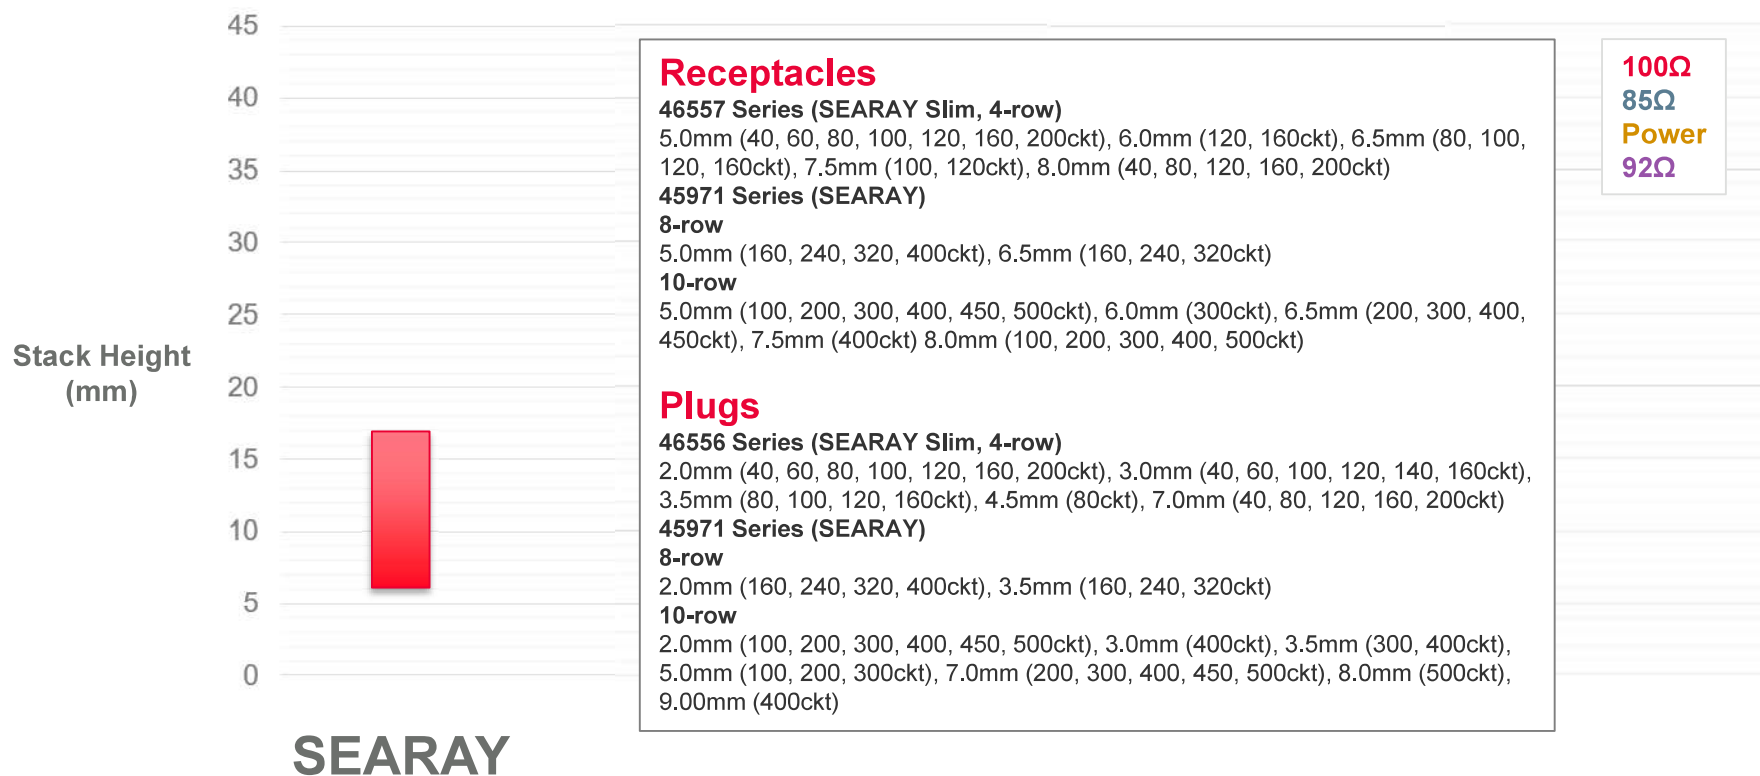 45
40
35
30
25
20
15
10
5
0
Stack Height
(mm)
SEARAY
Receptacles
46557 Series (SEARAY Slim, 4-row)
5.0mm (40, 60, 80, 100, 120, 160, 200ckt), 6.0mm (120, 160ckt), 6.5mm (80, 100,
120, 160ckt), 7.5mm (100, 120ckt), 8.0mm (40, 80, 120, 160, 200ckt)
45971 Series (SEARAY)
8-row
5.0mm (160, 240, 320, 400ckt), 6.5mm (160, 240, 320ckt)
10-row
5.0mm (100, 200, 300, 400, 450, 500ckt), 6.0mm (300ckt), 6.5mm (200, 300, 400,
450ckt), 7.5mm (400ckt) 8.0mm (100, 200, 300, 400, 500ckt)
Plugs
46556 Series (SEARAY Slim, 4-row)
2.0mm (40, 60, 80, 100, 120, 160, 200ckt), 3.0mm (40, 60, 100, 120, 140, 160ckt),
3.5mm (80, 100, 120, 160ckt), 4.5mm (80ckt), 7.0mm (40, 80, 120, 160, 200ckt)
45971 Series (SEARAY)
8-row
2.0mm (160, 240, 320, 400ckt), 3.5mm (160, 240, 320ckt)
10-row
2.0mm (100, 200, 300, 400, 450, 500ckt), 3.0mm (400ckt), 3.5mm (300, 400ckt),
5.0mm (100, 200, 300ckt), 7.0mm (200, 300, 400, 450, 500ckt), 8.0mm (500ckt),
9.00mm (400ckt)
100Ω
85Ω
Power
92Ω